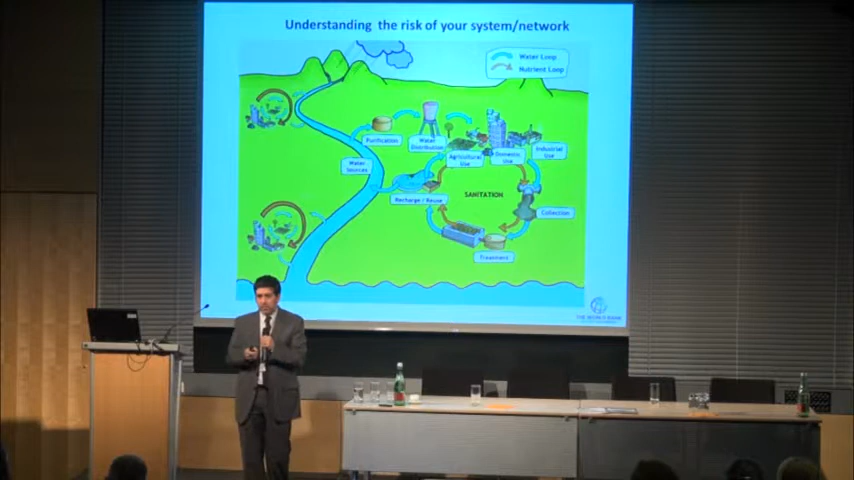 Understanding the risk of your system/network
Water Loop
Nutrient Loop
Purification
Water
Distribution
Agricultural
Use
Domestic
Use
Industrial
Use
Water
Sources
Recharge / Reuse
SANITATION
Collection
Treatment
THE WORLD BANK